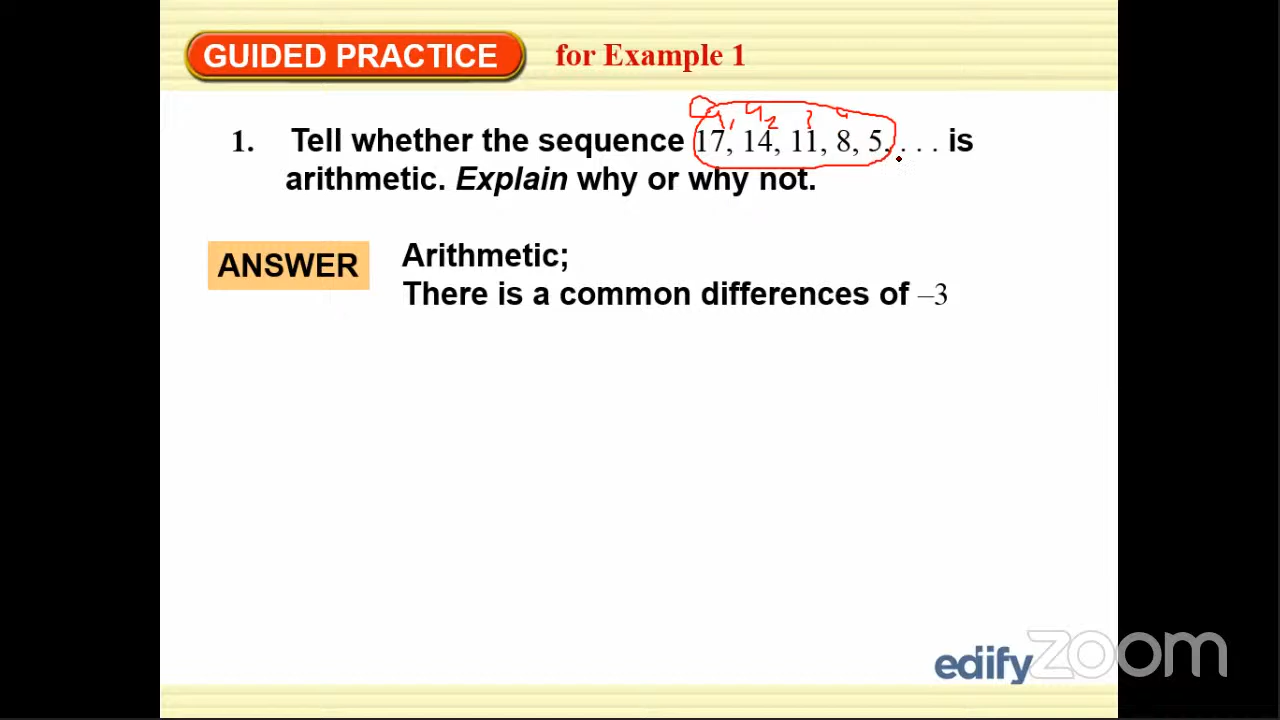 GUIDED PRACTICE for Example 1
1. Tell whether the sequence 17, 14, 11, 8, 5, . . . is
arithmetic. Explain why or why not.
ANSWER
Arithmetic;
There is a common differences of –3
edify
zoom